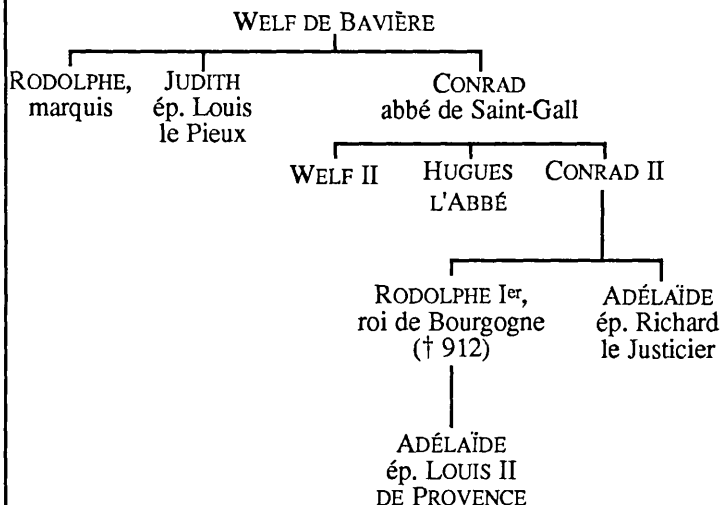 WELF DE BAVIÈRE
RODOLPHE,
marquis
JUDITH
ép. Louis
le Pieux
CONRAD
abbé de Saint-Gall
WELF II
HUGUES
L'ABBÉ
CONRAD II
RODOLPHE Ier,
roi de Bourgogne
(† 912)
ADÉLAÏDE
ép. Richard
le Justicier
ADÉLAÏDE
ép. LOUIS II
DE PROVENCE